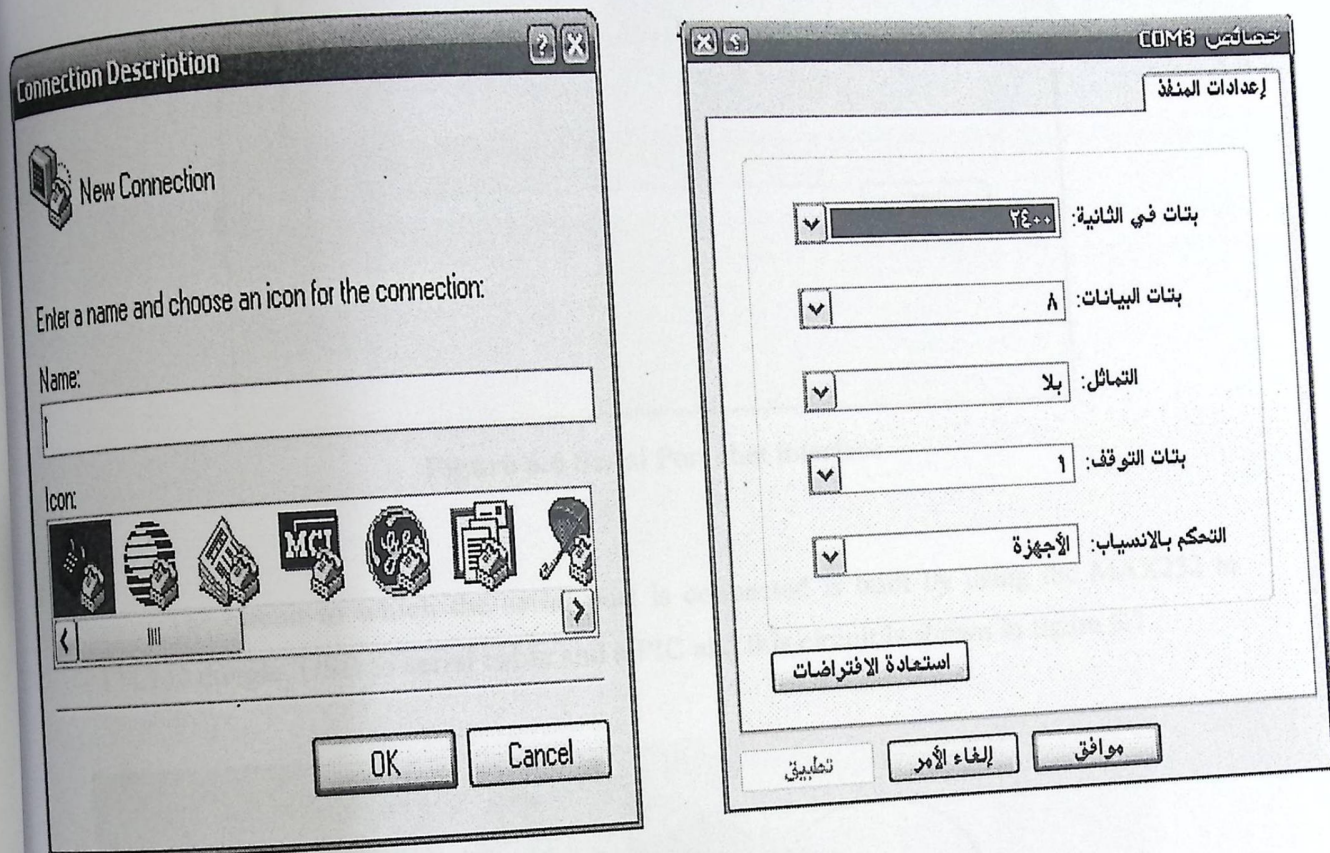 Connection Description
New Connection
Enter a name and choose an icon for the connection:
Name:
Icon:
MCI
OK
Cancel
خصائص COM3
إعدادات المنفذ
بتات في الثانية: ٢٤٠٠
بتات البيانات: ٨
التماثل: بلا
بتات التوقف: ١
التحكم بالانسياب: الأجهزة
استعادة الافتراضات
موافق
إلغاء الأمر
تطبيق